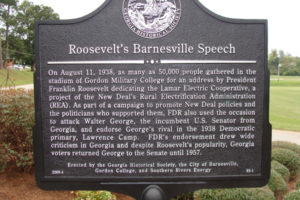 Roosevelt's Barnesville Speech
On August 11, 1938, as many as 50,000 people gathered in the
stadium of Gordon Military College for an address by President
Franklin Roosevelt dedicating the Lamar Electric Cooperative, a
project of the New Deal's Rural Electrification Administration
(REA). As part of a campaign to promote New Deal policies and
the politicians who supported them, FDR also used the occasion
to attack Walter George, the incumbent U.S. Senator from
Georgia, and endorse George's rival in the 1938 Democratic
primary, Lawrence Camp. FDR's endorsement drew wide
criticism in Georgia and despite Roosevelt's popularity, Georgia
voters returned George to the Senate until 1957.
Erected by the Georgia Historical Society, the City of Barnesville,
Gordon College, and Southern Rivers Energy